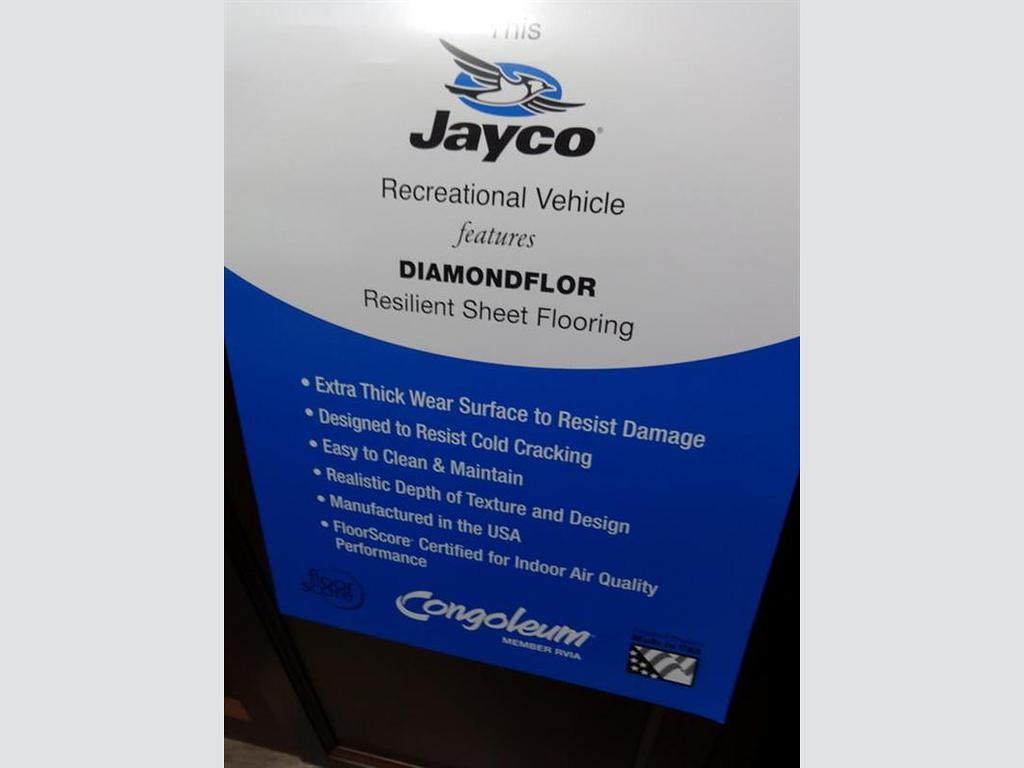 This
Jayco
Recreational Vehicle
features
DIAMONDFLOR
Resilient Sheet Flooring
• Extra Thick Wear Surface to Resist Damage
• Designed to Resist Cold Cracking
• Easy to Clean & Maintain
• Realistic Depth of Texture and Design
• Manufactured in the USA
• FloorScore Certified for Indoor Air Quality
Performance
floor
score
Congoleum
MEMBER RVIA
Made in USA